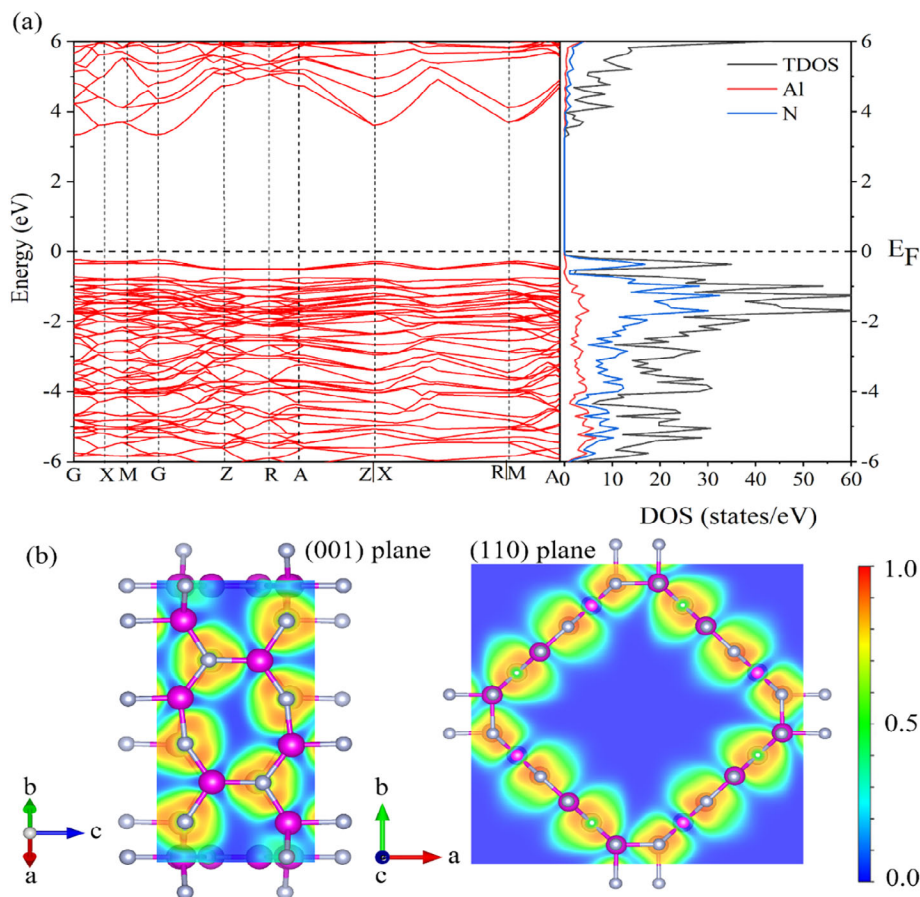 (a)
6
4
2
0
-2
-4
-6
Energy (eV)
G X M G Z R A Z|X R|M A
TDOS
Al
N
6
4
2
0
-2
-4
-6
E_F
0 10 20 30 40 50 60
DOS (states/eV)
(b)
(001) plane
(110) plane
b
c
a
b
c
a
1.0
0.5
0.0